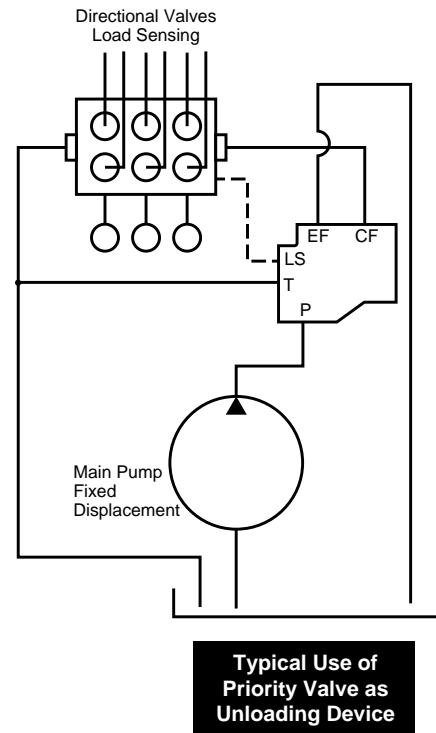 Directional Valves
Load Sensing
EF CF
LS
T
P
Main Pump
Fixed
Displacement
Typical Use of
Priority Valve as
Unloading Device